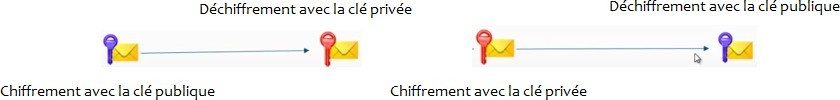 Déchiffrement avec la clé privée
Déchiffrement avec la clé publique
Chiffrement avec la clé publique
Chiffrement avec la clé privée